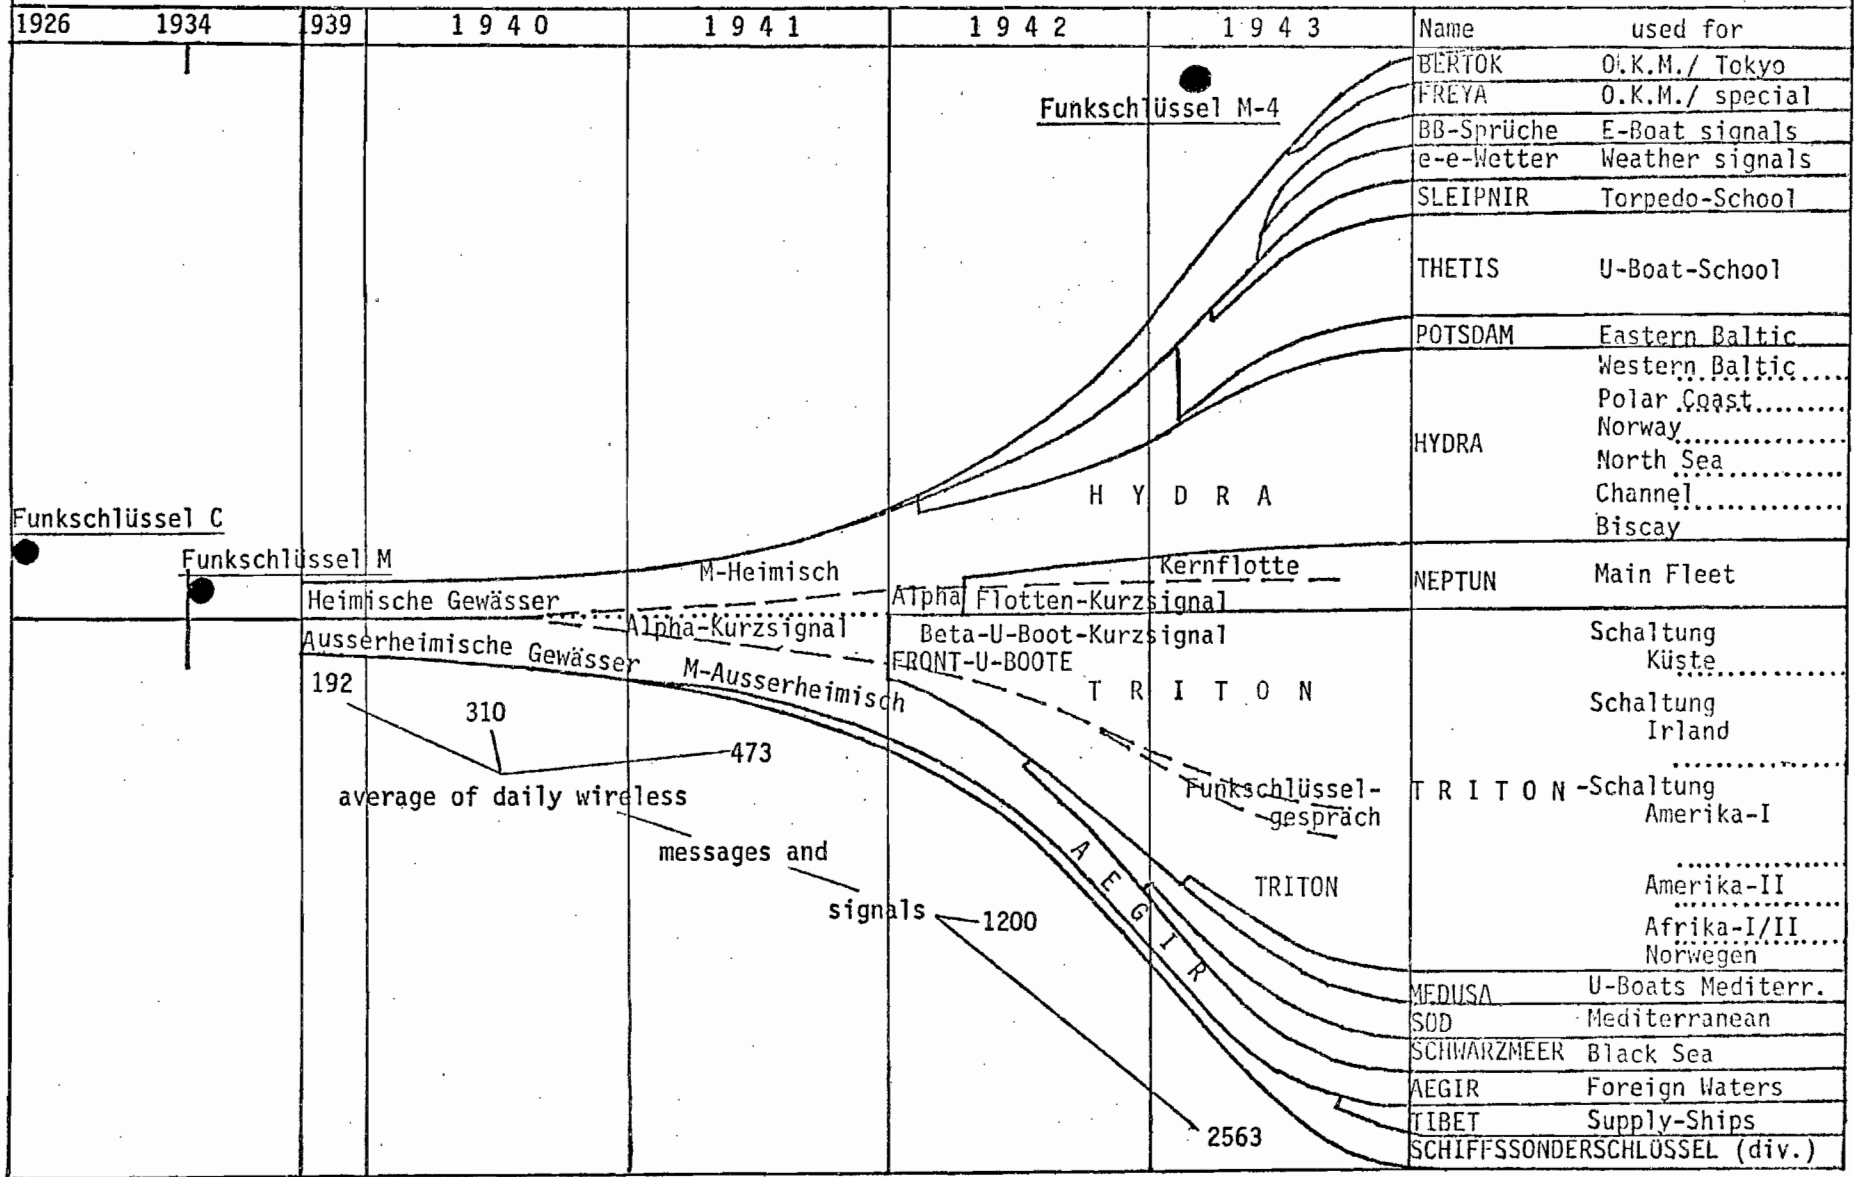 1926 1934 1939 1940 1941 1942 1943 Name used for
BERTOK O.K.M./ Tokyo
FREYA O.K.M./ special
Funkschlüssel M-4
BB-Sprüche E-Boat signals
e-e-Wetter Weather signals
SLEIPNIR Torpedo-School
THETIS U-Boat-School
POTSDAM Eastern Baltic
Western Baltic
Polar Coast
Norway
HYDRA
North Sea
HYDRA
Channel
Biscay
Funkschlüssel C
Funkschlüssel M
M-Heimisch
Kernflotte
NEPTUN Main Fleet
Heimische Gewässer
Alpha Flotten-Kurzsignal
Alpha-Kurzsignal
Beta-U-Boot-Kurzsignal
Schaltung
Küste
Ausserheimische Gewässer
M-Ausserheimisch
FRONT-U-BOOTE
TRITON
192
310
473
Schaltung
Irland
average of daily wireless
Funkschlüssel-
gespräch
TRITON-Schaltung
Amerika-I
messages and
AEGIR
TRITON
Amerika-II
signals
1200
Afrika-I/II
Norwegen
MEDUSA U-Boats Mediterr.
SÜD Mediterranean
SCHWARZMEER Black Sea
AEGIR Foreign Waters
TIBET Supply-Ships
2563
SCHIFFSSONDERSCHLÜSSEL (div.)